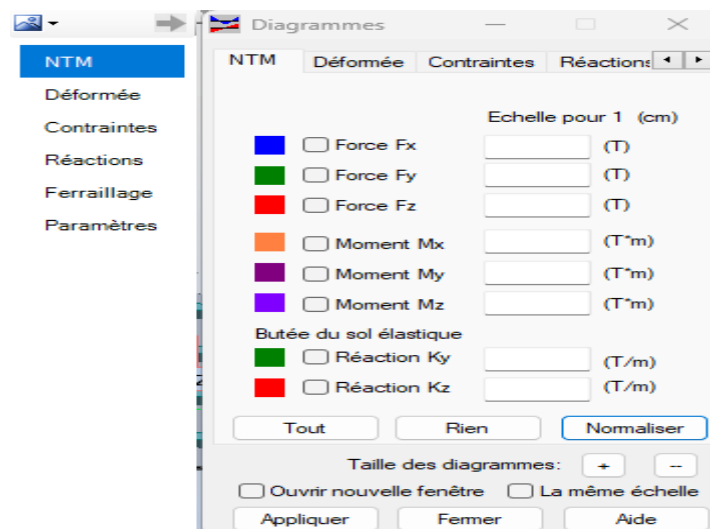 NTM
Déformée
Contraintes
Réactions
Ferraillage
Paramètres
Diagrammes
NTM Déformée Contraintes Réactions
Echelle pour 1 (cm)
Force Fx (T)
Force Fy (T)
Force Fz (T)
Moment Mx (T*m)
Moment My (T*m)
Moment Mz (T*m)
Butée du sol élastique
Réaction Ky (T/m)
Réaction Kz (T/m)
Tout Rien Normaliser
Taille des diagrammes: + --
Ouvrir nouvelle fenêtre La même échelle
Appliquer Fermer Aide